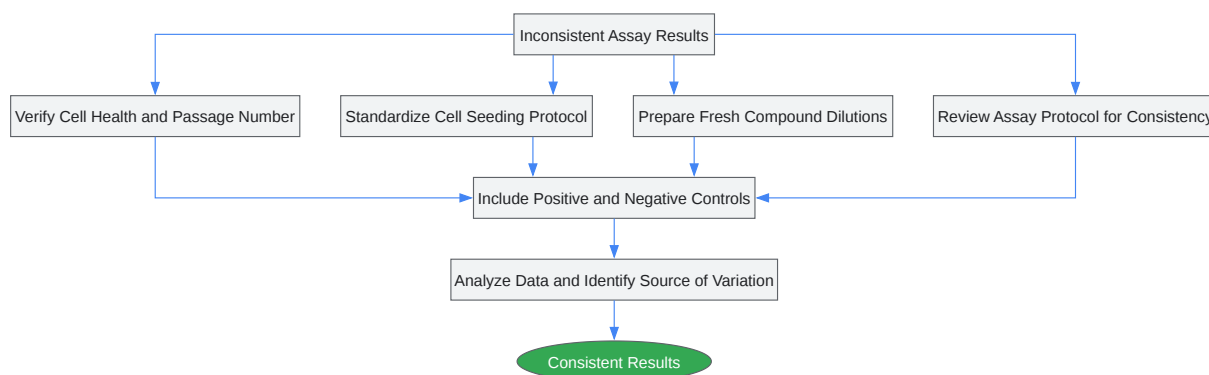 Inconsistent Assay Results
Verify Cell Health and Passage Number
Standardize Cell Seeding Protocol
Prepare Fresh Compound Dilutions
Review Assay Protocol for Consistency
Include Positive and Negative Controls
Analyze Data and Identify Source of Variation
Consistent Results